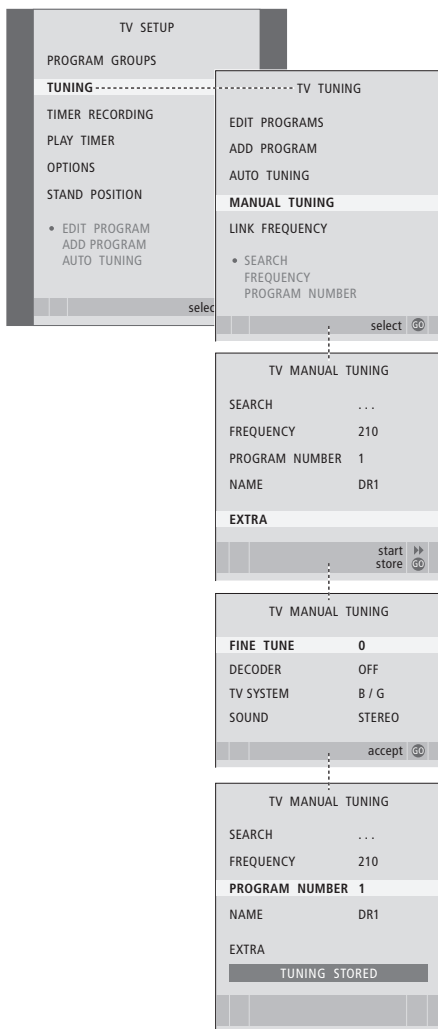 TV SETUP
PROGRAM GROUPS
TUNING
TIMER RECORDING
PLAY TIMER
OPTIONS
STAND POSITION
• EDIT PROGRAM
ADD PROGRAM
AUTO TUNING
selec
TV TUNING
EDIT PROGRAMS
ADD PROGRAM
AUTO TUNING
MANUAL TUNING
LINK FREQUENCY
• SEARCH
FREQUENCY
PROGRAM NUMBER
select GO
TV MANUAL TUNING
SEARCH ...
FREQUENCY 210
PROGRAM NUMBER 1
NAME DR1
EXTRA
start
store GO
TV MANUAL TUNING
FINE TUNE 0
DECODER OFF
TV SYSTEM B / G
SOUND STEREO
accept GO
TV MANUAL TUNING
SEARCH ...
FREQUENCY 210
PROGRAM NUMBER 1
NAME DR1
EXTRA
TUNING STORED